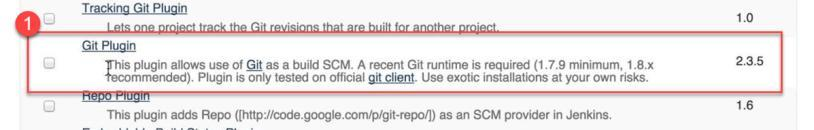 Tracking Git Plugin
1.0
Lets one project track the Git revisions that are built for another project.
1
Git Plugin
This plugin allows use of Git as a build SCM. A recent Git runtime is required (1.7.9 minimum, 1.8.x
2.3.5
recommended). Plugin is only tested on official git client. Use exotic installations at your own risks.
Repo Plugin
This plugin adds Repo ([http://code.google.com/p/git-repo/]) as an SCM provider in Jenkins.
1.6
Embeddable Build Status Plugin